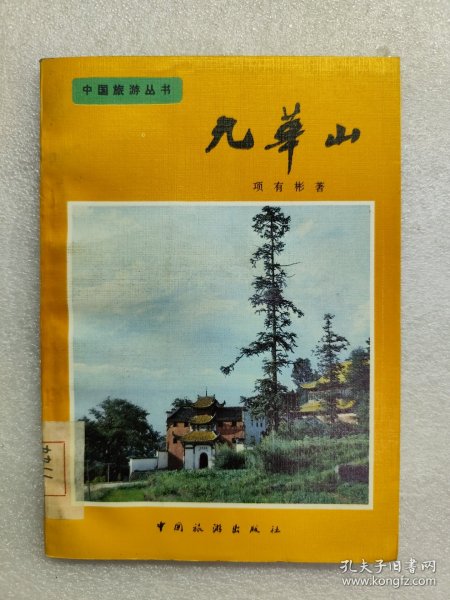 中国旅游丛书
九华山
项有彬 著
中国旅游出版社
孔夫子旧书网
www.kongfz.com